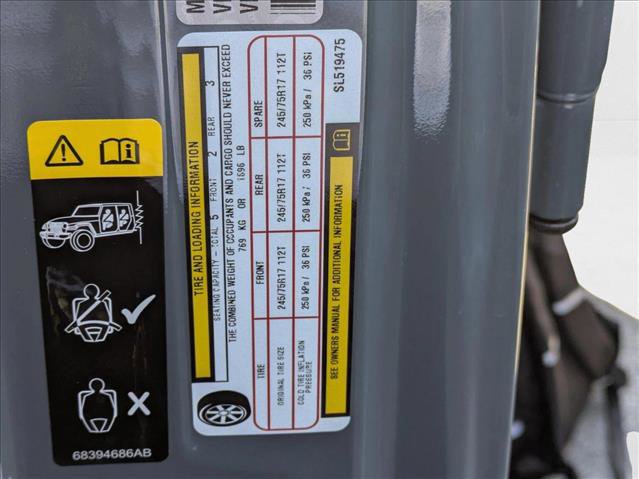 TIRE AND LOADING INFORMATION
SEATING CAPACITY - TOTAL 5 FRONT 2 REAR 3
THE COMBINED WEIGHT OF OCCUPANTS AND CARGO SHOULD NEVER EXCEED
769 KG OR 1696 LB
TIRE FRONT REAR SPARE
ORIGINAL TIRE SIZE 245/75R17 112T 245/75R17 112T 245/75R17 112T
COLD TIRE INFLATION PRESSURE 250 kPa / 36 PSI 250 kPa / 36 PSI 250 kPa / 36 PSI
SEE OWNERS MANUAL FOR ADDITIONAL INFORMATION
SL519475
68394686AB